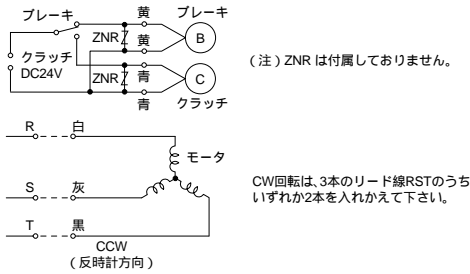 ブレーキ 黄 ブレーキ
ZNR 黄 B
クラッチ
DC24V
ZNR 青 C
青 クラッチ
(注)ZNR は付属しておりません。
R 白
モータ
S 灰
T 黒
CCW
(反時計方向)
CW回転は、3本のリード線RSTのうち
いずれか2本を入れかえて下さい。